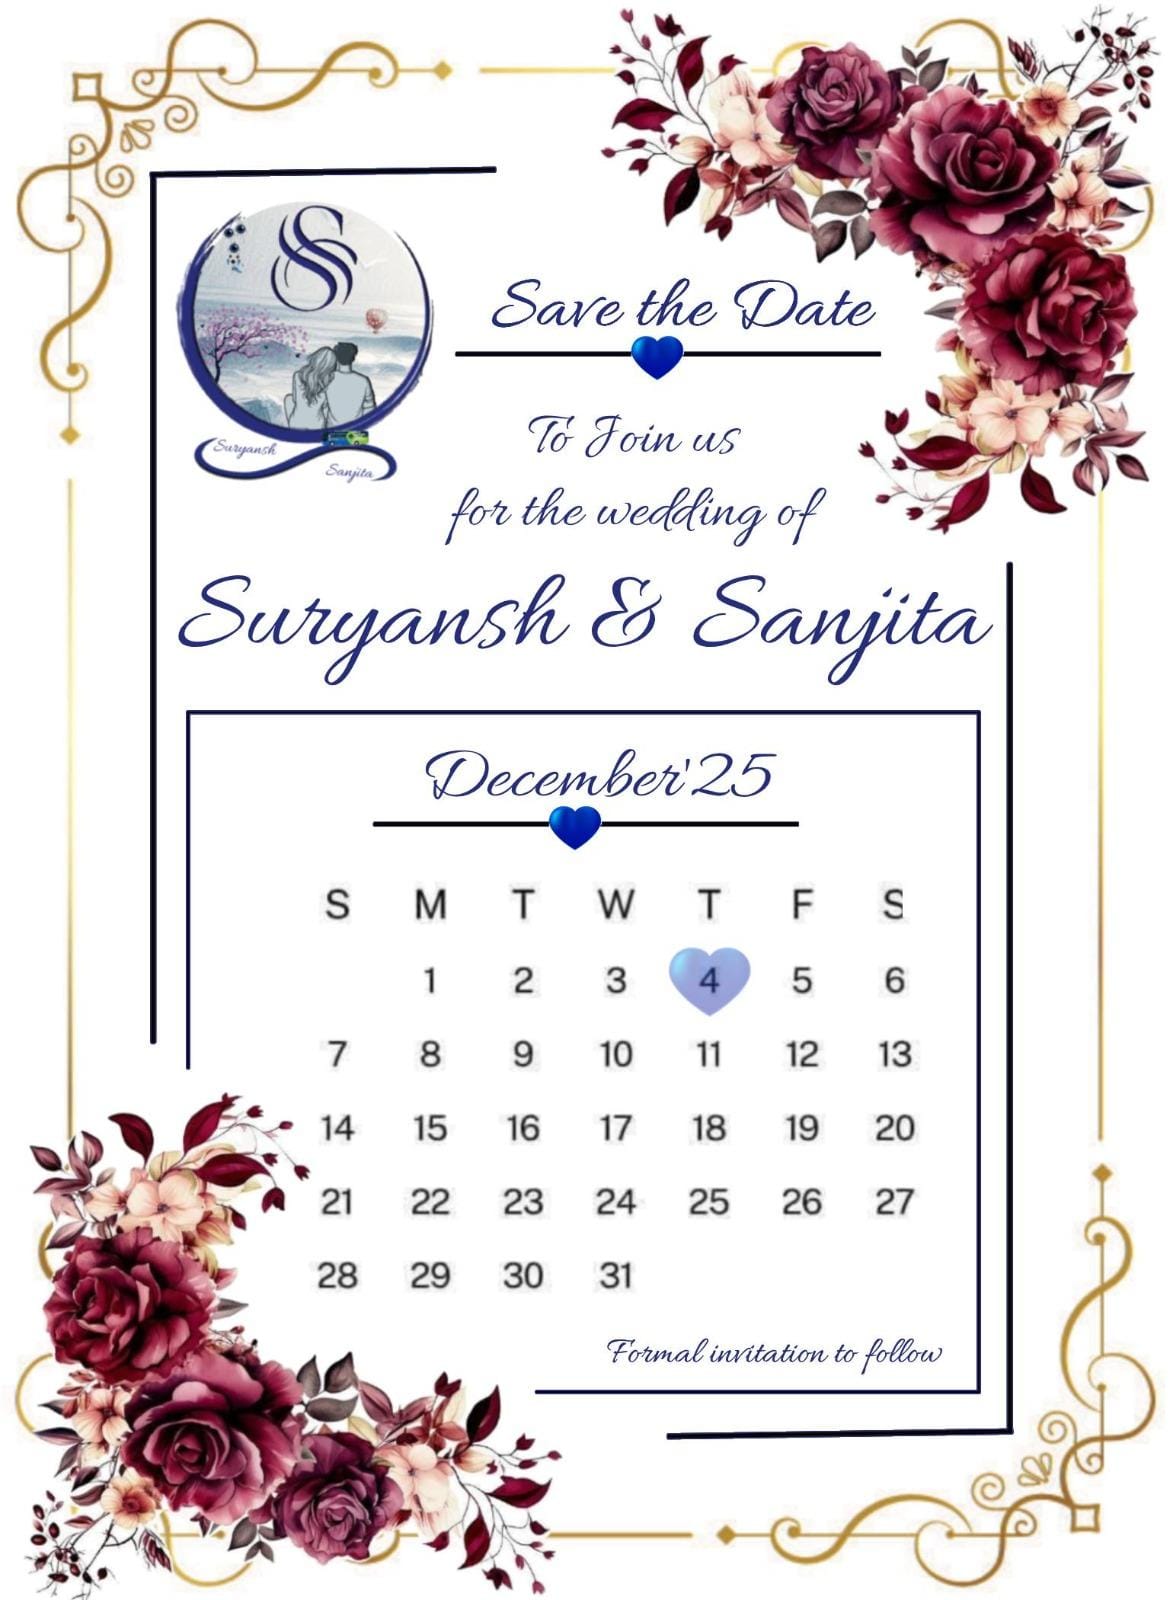 SS
Suryansh
Sanjita
Save the Date
To Join us
for the wedding of
Suryansh & Sanjita
December'25
S M T W T F S
1 2 3 4 5 6
7 8 9 10 11 12 13
14 15 16 17 18 19 20
21 22 23 24 25 26 27
28 29 30 31
Formal invitation to follow